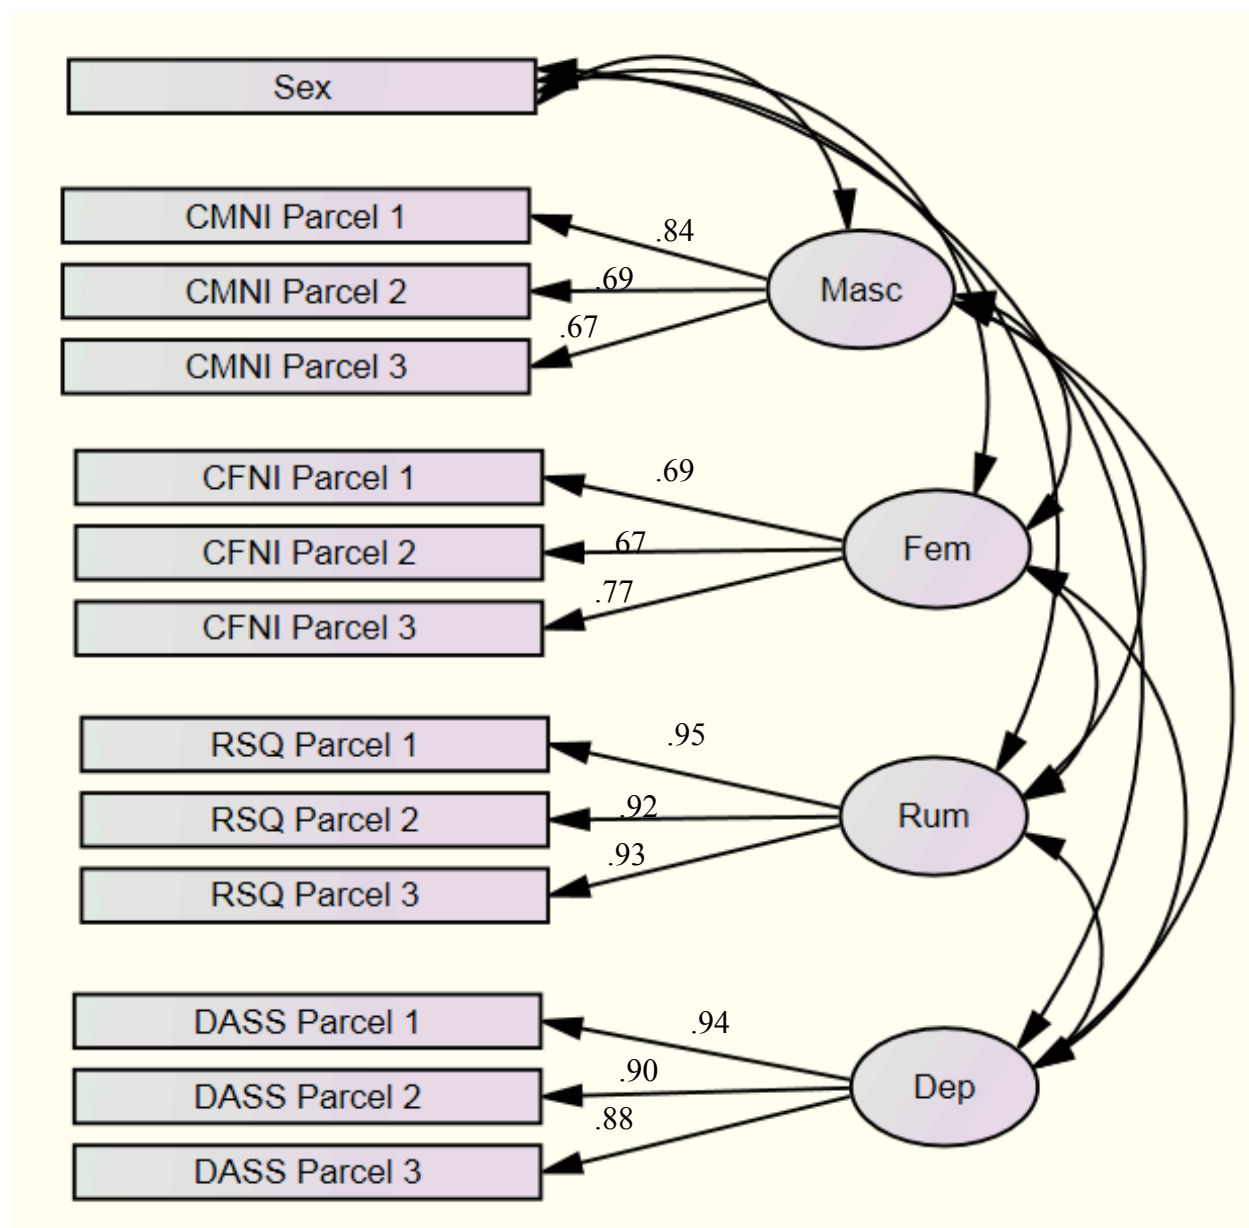 Sex
CMNI Parcel 1
.84
CMNI Parcel 2
.69
Masc
CMNI Parcel 3
.67
CFNI Parcel 1
.69
CFNI Parcel 2
67
Fem
CFNI Parcel 3
.77
RSQ Parcel 1
.95
RSQ Parcel 2
.92
Rum
RSQ Parcel 3
.93
DASS Parcel 1
.94
DASS Parcel 2
.90
Dep
DASS Parcel 3
.88